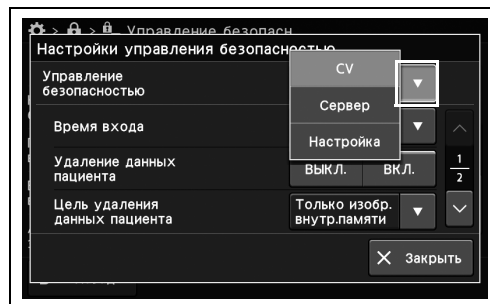 > > Управление безопасн
Настройки управления безопасностью
Управление
безопасностью
CV
Сервер
Настройка
Время входа
Удаление данных
пациента
ВЫКЛ.
ВКЛ.
1
2
Цель удаления
данных пациента
Только изобр.
внутр.памяти
Закрыть